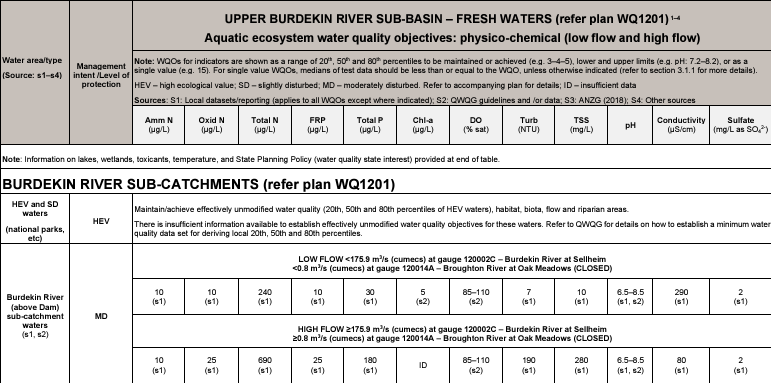 UPPER BURDEKIN RIVER SUB-BASIN – FRESH WATERS (refer plan WQ1201) 1–4
Aquatic ecosystem water quality objectives: physico-chemical (low flow and high flow)
Water area/type
(Source: s1–s4)
Management
intent /Level of
protection
Note: WQOs for indicators are shown as a range of 20th, 50th and 80th percentiles to be maintained or achieved (e.g. 3–4–5), lower and upper limits (e.g. pH: 7.2–8.2), or as a
single value (e.g. 15). For single value WQOs, medians of test data should be less than or equal to the WQO, unless otherwise indicated (refer to section 3.1.1 for more details).
HEV – high ecological value; SD – slightly disturbed; MD – moderately disturbed. Refer to accompanying plan for details; ID – insufficient data
Sources: S1: Local datasets/reporting (applies to all WQOs except where indicated); S2: QWQG guidelines and /or data; S3: ANZG (2018); S4: Other sources
Amm N Oxid N Total N FRP Total P Chl-a DO Turb TSS pH Conductivity Sulfate
(µg/L) (µg/L) (µg/L) (µg/L) (µg/L) (µg/L) (% sat) (NTU) (mg/L) (µS/cm) (mg/L as SO₄²⁻)
Note: Information on lakes, wetlands, toxicants, temperature, and State Planning Policy (water quality state interest) provided at end of table.
BURDEKIN RIVER SUB-CATCHMENTS (refer plan WQ1201)
HEV and SD
waters
(national parks,
etc)
HEV
Maintain/achieve effectively unmodified water quality (20th, 50th and 80th percentiles of HEV waters), habitat, biota, flow and riparian areas.
There is insufficient information available to establish effectively unmodified water quality objectives for these waters. Refer to QWQG for details on how to establish a minimum water
quality data set for deriving local 20th, 50th and 80th percentiles.
Burdekin River
(above Dam)
sub-catchment
waters
(s1, s2)
MD
LOW FLOW <175.9 m³/s (cumecs) at gauge 120002C – Burdekin River at Sellheim
<0.8 m³/s (cumecs) at gauge 120014A – Broughton River at Oak Meadows (CLOSED)
10 10 240 10 30 5 85–110 7 10 6.5–8.5 290 2
(s1) (s1) (s1) (s1) (s1) (s2) (s2) (s1) (s1) (s1, s2) (s1) (s1)
HIGH FLOW ≥175.9 m³/s (cumecs) at gauge 120002C – Burdekin River at Sellheim
≥0.8 m³/s (cumecs) at gauge 120014A – Broughton River at Oak Meadows (CLOSED)
10 25 690 25 180 ID 85–110 190 280 6.5–8.5 80 2
(s1) (s1) (s1) (s1) (s1) (s2) (s1) (s1) (s1, s2) (s1) (s1)